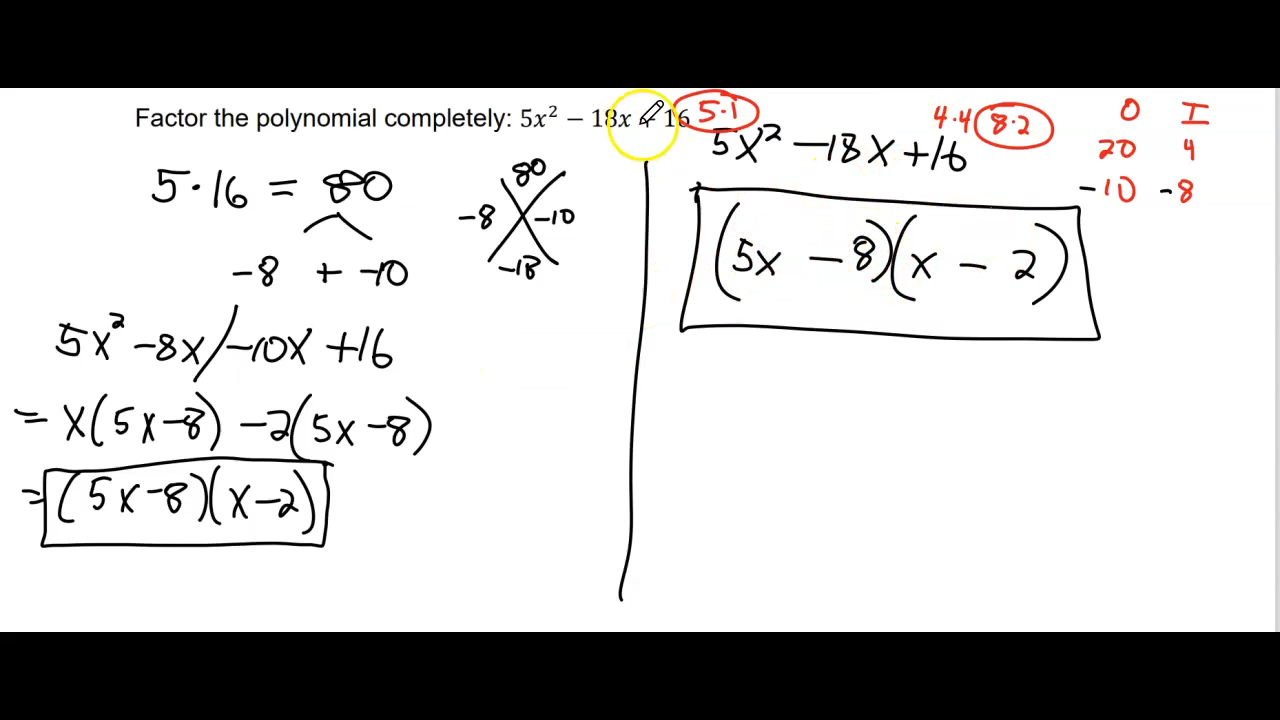 Factor the polynomial completely: 5x² − 18x + 16
5·16 = 80
80
-8 -10
-18
-8 + -10
5x² -8x / -10x +16
= x(5x-8) -2(5x-8)
= (5x-8)(x-2)
5·1 4·4 8·2
5x² -18x +16
(5x - 8)(x - 2)
O I
20 4
-10 -8